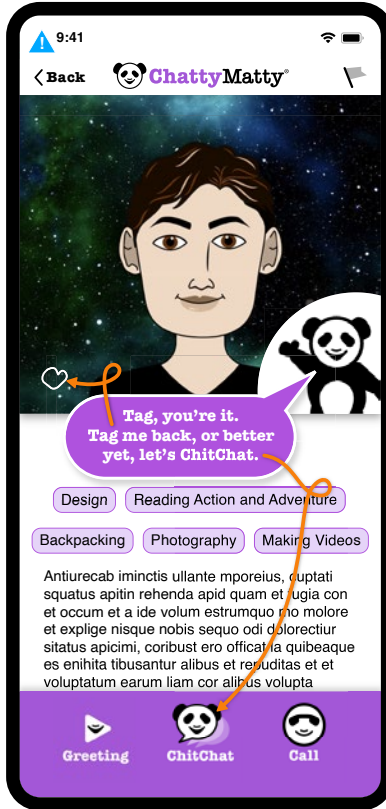 9:41
Back
ChattyMatty®
Tag, you're it.
Tag me back, or better
yet, let's ChitChat.
Design
Reading Action and Adventure
Backpacking
Photography
Making Videos
Antiurecab iminctis ullante mporeius, cuptati
squatus apitin rehenda apid quam et fugia con
et occum et a ide volum estrumquo mo molore
et explige nisque nobis sequo odi dolorectiur
sitatus apicimi, coribust ero officatia quibeaque
es enihita tibusantur alibus et repuditas et et
voluptatum earum liam cor alibus volupta
Greeting
ChitChat
Call